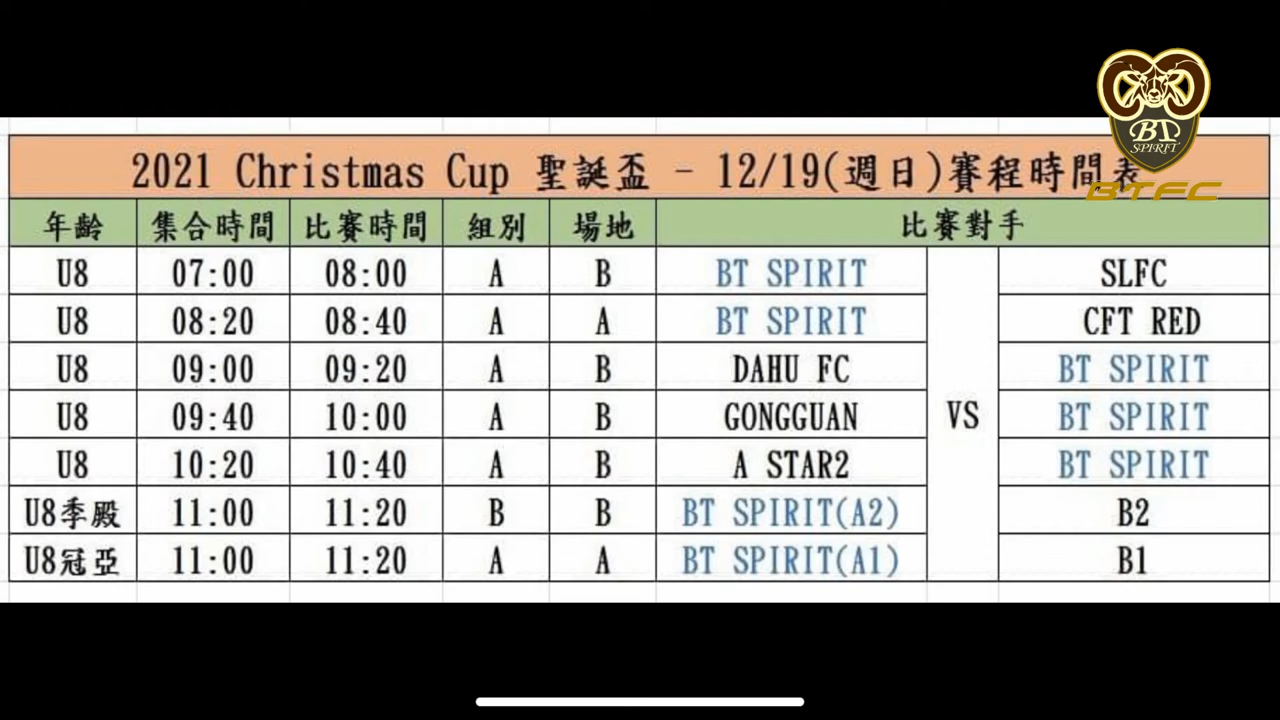 2021 Christmas Cup 聖誕盃 - 12/19(週日)賽程時間表
年齡 集合時間 比賽時間 組別 場地 比賽對手
U8 07:00 08:00 A B BT SPIRIT SLFC
U8 08:20 08:40 A A BT SPIRIT CFT RED
U8 09:00 09:20 A B DAHU FC BT SPIRIT
U8 09:40 10:00 A B GONGGUAN VS BT SPIRIT
U8 10:20 10:40 A B A STAR2 BT SPIRIT
U8季殿 11:00 11:20 B B BT SPIRIT(A2) B2
U8冠亞 11:00 11:20 A A BT SPIRIT(A1) B1
BT
SPIRIT
BTFC